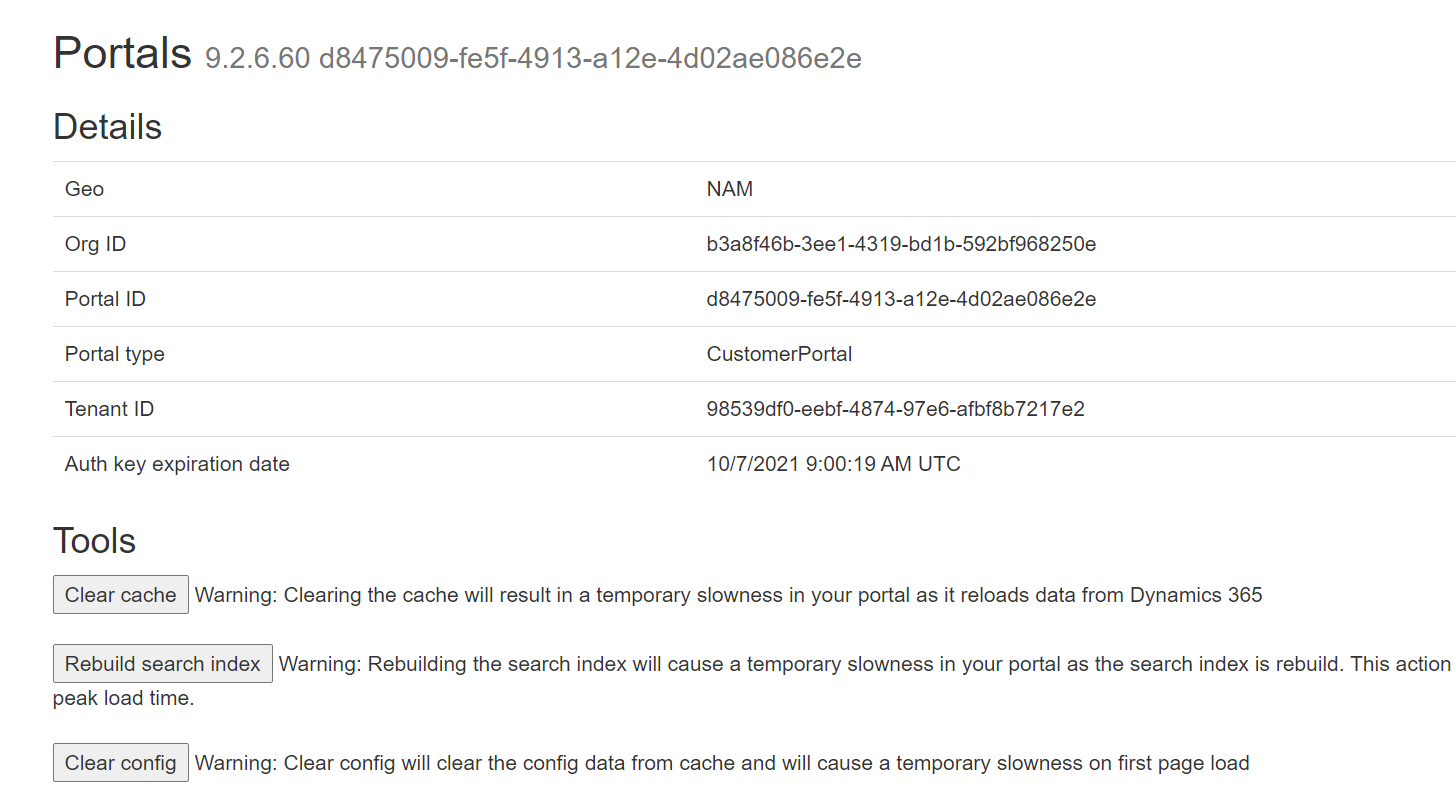 Portals 9.2.6.60 d8475009-fe5f-4913-a12e-4d02ae086e2e
Details
Geo NAM
Org ID b3a8f46b-3ee1-4319-bd1b-592bf968250e
Portal ID d8475009-fe5f-4913-a12e-4d02ae086e2e
Portal type CustomerPortal
Tenant ID 98539df0-eebf-4874-97e6-afbf8b7217e2
Auth key expiration date 10/7/2021 9:00:19 AM UTC
Tools
Clear cache Warning: Clearing the cache will result in a temporary slowness in your portal as it reloads data from Dynamics 365
Rebuild search index Warning: Rebuilding the search index will cause a temporary slowness in your portal as the search index is rebuild. This action
peak load time.
Clear config Warning: Clear config will clear the config data from cache and will cause a temporary slowness on first page load